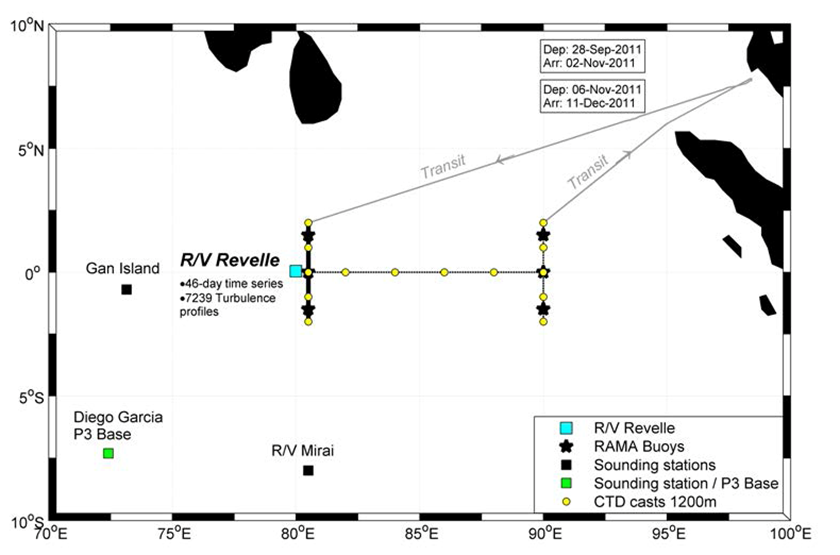 10°N
Dep: 28-Sep-2011
Arr: 02-Nov-2011
Dep: 06-Nov-2011
Arr: 11-Dec-2011
5°N
Transit
Transit
R/V Revelle
Gan Island
0°
•46-day time series
•7239 Turbulence
profiles
5°S
Diego Garcia
P3 Base
R/V Mirai
R/V Revelle
RAMA Buoys
Sounding stations
Sounding station / P3 Base
CTD casts 1200m
10°S
70°E
75°E
80°E
85°E
90°E
95°E
100°E